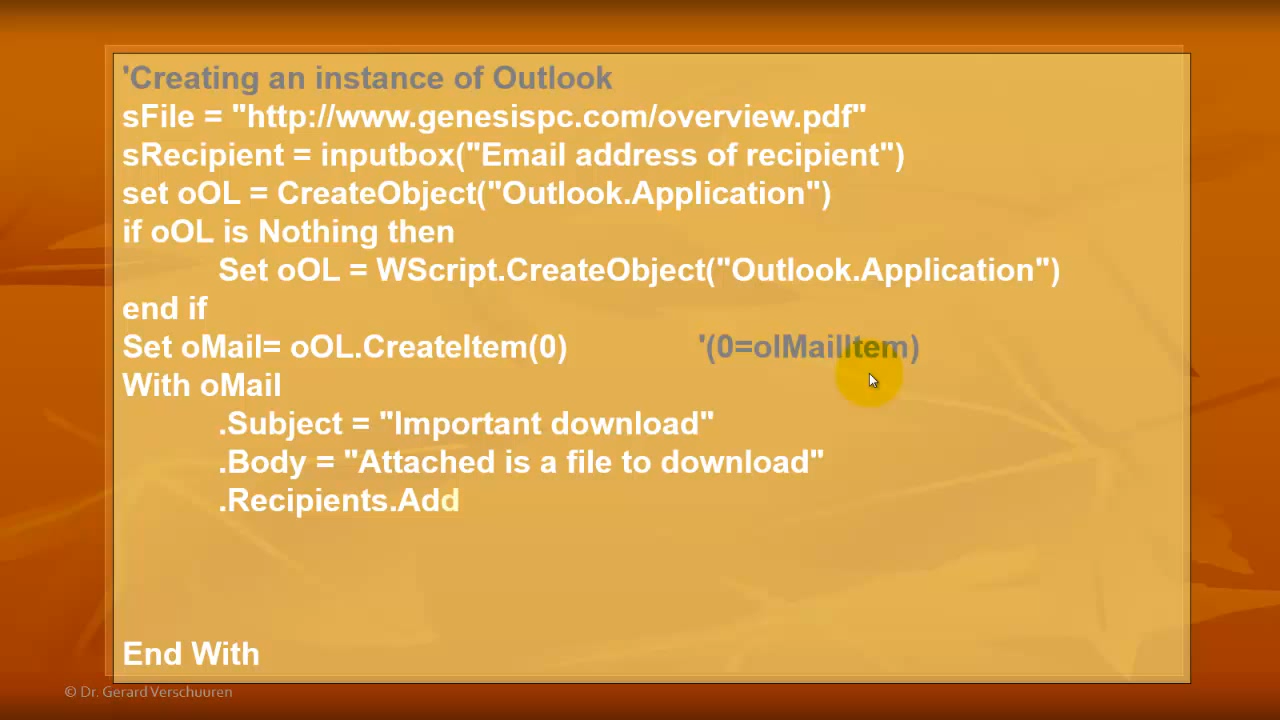 'Creating an instance of Outlook
sFile = "http://www.genesispc.com/overview.pdf"
sRecipient = inputbox("Email address of recipient")
set oOL = CreateObject("Outlook.Application")
if oOL is Nothing then
Set oOL = WScript.CreateObject("Outlook.Application")
end if
Set oMail= oOL.CreateItem(0) '(0=olMailItem)
With oMail
.Subject = "Important download"
.Body = "Attached is a file to download"
.Recipients.Add
End With
© Dr. Gerard Verschuuren